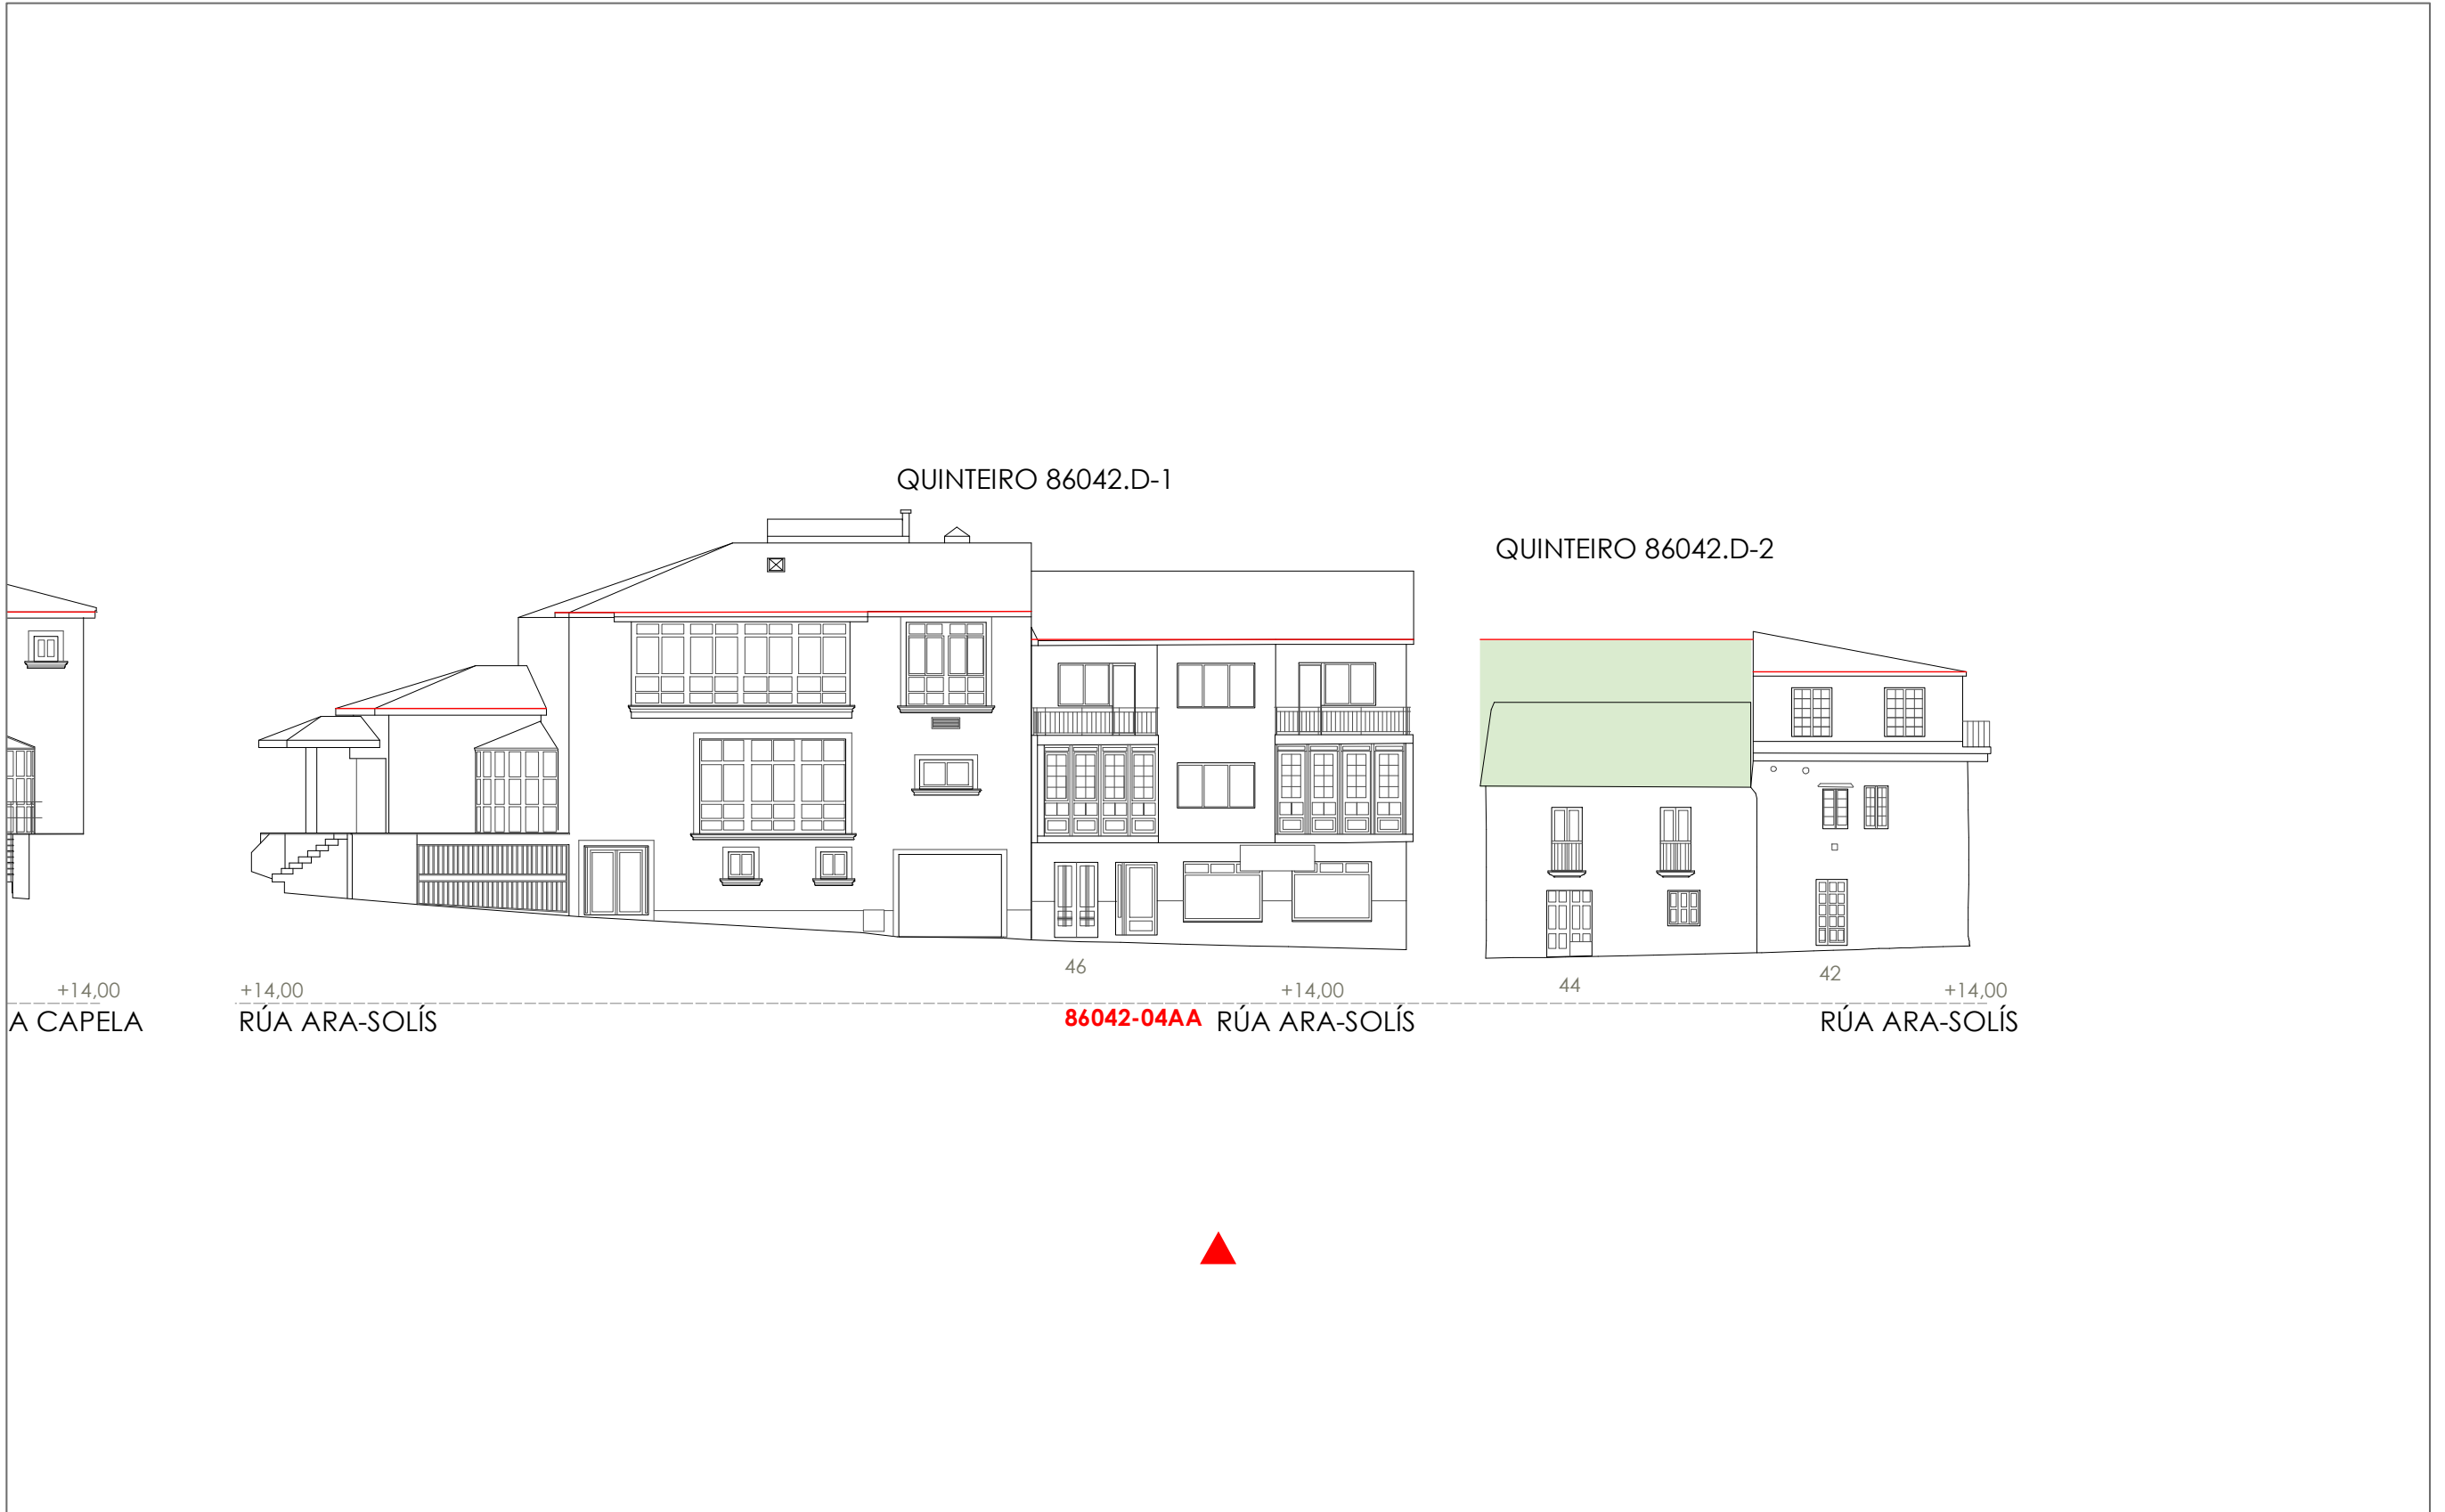 QUINTEIRO 86042.D-1
QUINTEIRO 86042.D-2
46
44
42
+14,00
+14,00
+14,00
+14,00
A CAPELA
RÚA ARA-SOLÍS
86042-04AA
RÚA ARA-SOLÍS
RÚA ARA-SOLÍS